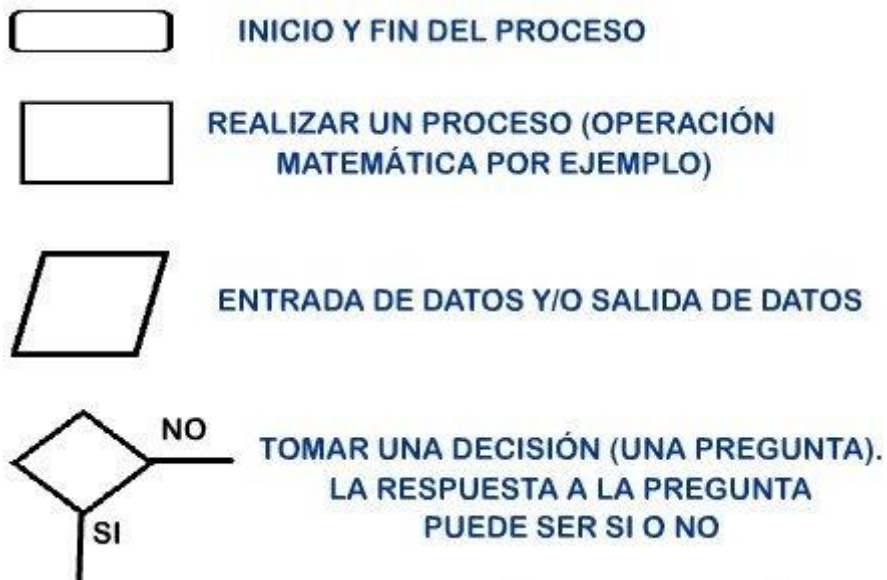 INICIO Y FIN DEL PROCESO
REALIZAR UN PROCESO (OPERACIÓN
MATEMÁTICA POR EJEMPLO)
ENTRADA DE DATOS Y/O SALIDA DE DATOS
NO
TOMAR UNA DECISIÓN (UNA PREGUNTA).
LA RESPUESTA A LA PREGUNTA
PUEDE SER SI O NO
SI